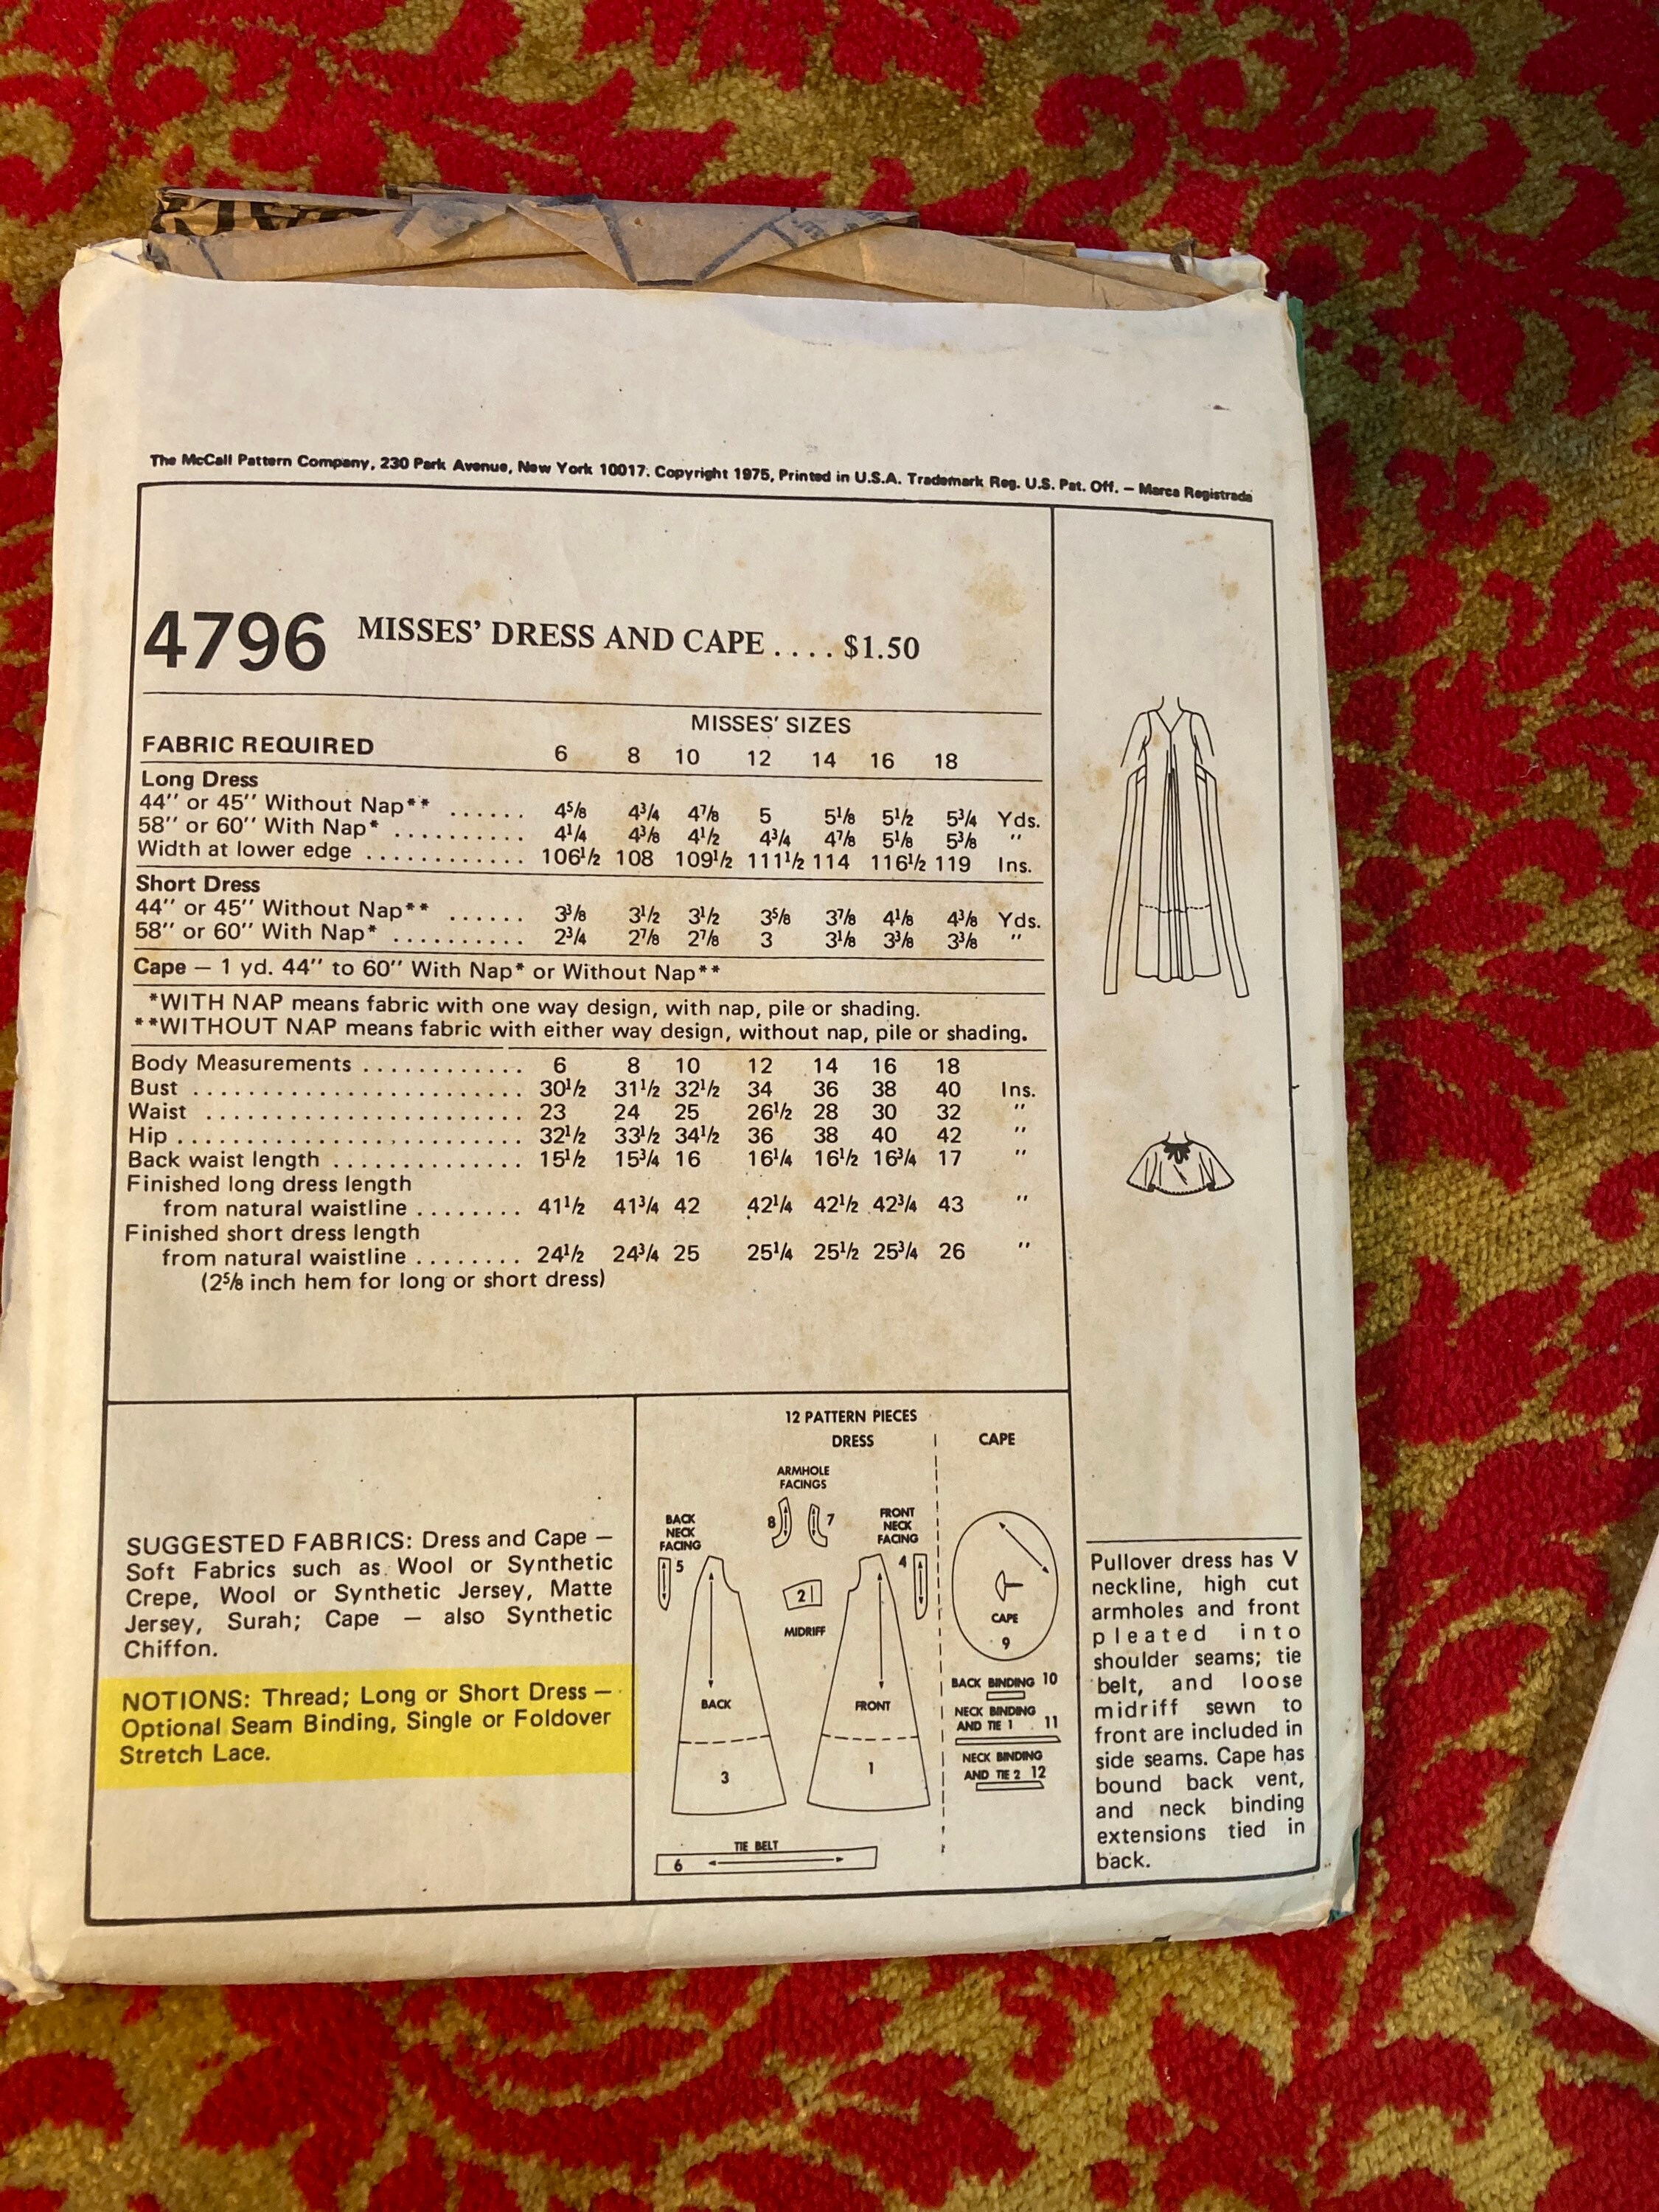 The McCall Pattern Company, 230 Park Avenue, New York 10017. Copyright 1975, Printed in U.S.A. Trademark Reg. U.S. Pat. Off. – Marca Registrada
4796 MISSES' DRESS AND CAPE .... $1.50
MISSES' SIZES
FABRIC REQUIRED 6 8 10 12 14 16 18
Long Dress
44" or 45" Without Nap** ...... 4⅝ 4¾ 4⅞ 5 5⅛ 5½ 5¾ Yds.
58" or 60" With Nap* .......... 4¼ 4⅜ 4½ 4¾ 4⅞ 5⅛ 5⅜ "
Width at lower edge ............ 106½ 108 109½ 111½ 114 116½ 119 Ins.
Short Dress
44" or 45" Without Nap** ...... 3⅜ 3½ 3½ 3⅝ 3⅞ 4⅛ 4⅜ Yds.
58" or 60" With Nap* .......... 2¾ 2⅞ 2⅞ 3 3⅛ 3⅜ 3⅜ "
Cape – 1 yd. 44" to 60" With Nap* or Without Nap**
*WITH NAP means fabric with one way design, with nap, pile or shading.
**WITHOUT NAP means fabric with either way design, without nap, pile or shading.
Body Measurements ............ 6 8 10 12 14 16 18
Bust ........................ 30½ 31½ 32½ 34 36 38 40 Ins.
Waist ....................... 23 24 25 26½ 28 30 32 "
Hip ......................... 32½ 33½ 34½ 36 38 40 42 "
Back waist length .............. 15½ 15¾ 16 16¼ 16½ 16¾ 17 "
Finished long dress length
from natural waistline ........ 41½ 41¾ 42 42¼ 42½ 42¾ 43 "
Finished short dress length
from natural waistline ........ 24½ 24¾ 25 25¼ 25½ 25¾ 26 "
(2⅝ inch hem for long or short dress)
SUGGESTED FABRICS: Dress and Cape –
Soft Fabrics such as Wool or Synthetic
Crepe, Wool or Synthetic Jersey, Matte
Jersey, Surah; Cape – also Synthetic
Chiffon.
NOTIONS: Thread; Long or Short Dress –
Optional Seam Binding, Single or Foldover
Stretch Lace.
12 PATTERN PIECES
DRESS
CAPE
ARMHOLE
FACINGS
8
7
BACK
NECK
FACING
5
FRONT
NECK
FACING
4
2
MIDRIFF
BACK
3
FRONT
1
TIE BELT
6
CAPE
9
BACK BINDING 10
NECK BINDING
AND TIE 1 11
NECK BINDING
AND TIE 2 12
Pullover dress has V
neckline, high cut
armholes and front
pleated into
shoulder seams; tie
belt, and loose
midriff sewn to
front are included in
side seams. Cape has
bound back vent,
and neck binding
extensions tied in
back.